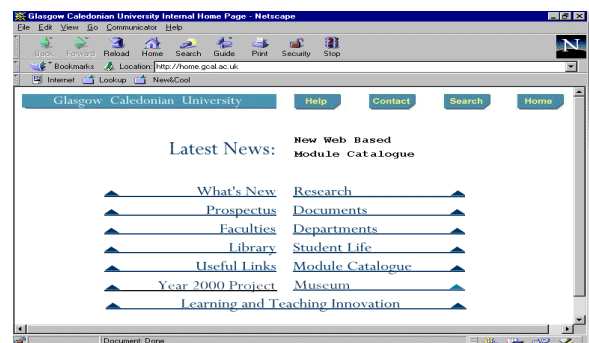 Glasgow Caledonian University Internal Home Page - Netscape
File Edit View Go Communicator Help
Back Forward Reload Home Search Guide Print Security Stop
N
Bookmarks Location: http://home.gcal.ac.uk
Internet Lookup New&Cool
Glasgow Caledonian University Help Contact Search Home
Latest News: New Web Based
Module Catalogue
What's New Research
Prospectus Documents
Faculties Departments
Library Student Life
Useful Links Module Catalogue
Year 2000 Project Museum
Learning and Teaching Innovation
Document: Done